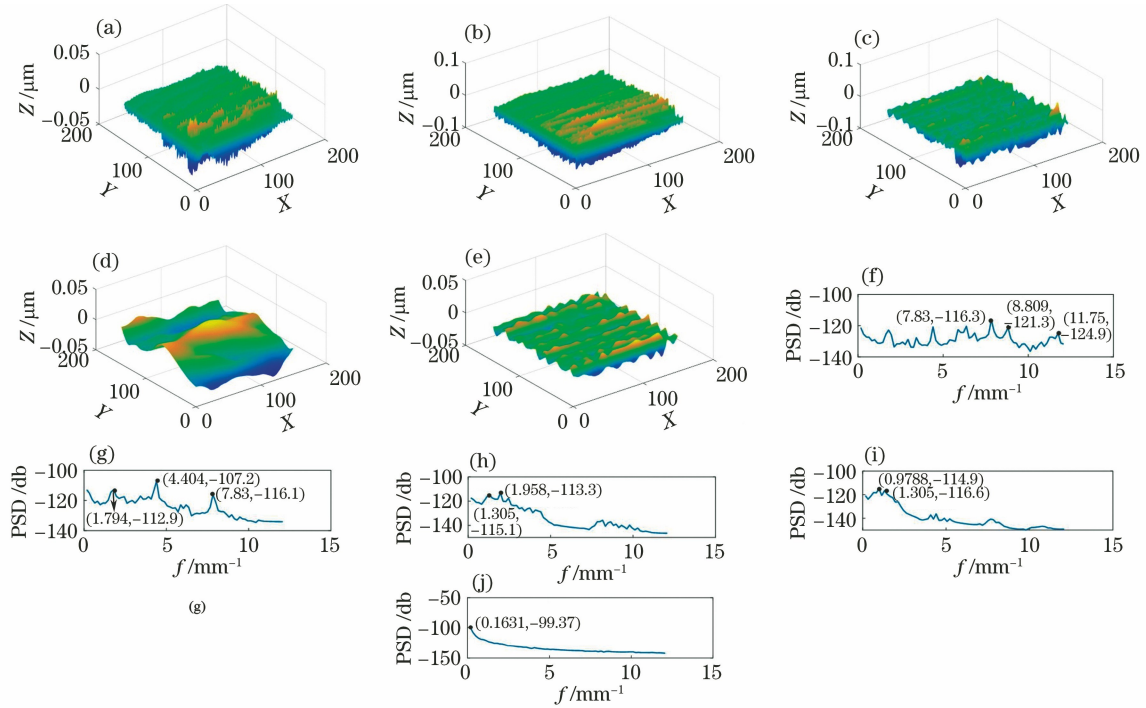 (a)
0.05
0
−0.05
Z /μm
200
100
0
Y
0
100
200
X
(b)
0.1
0
−0.1
Z /μm
200
100
0
Y
0
100
200
X
(c)
0.1
0
−0.1
Z /μm
200
100
0
Y
0
100
200
X
(d)
0.05
0
−0.05
Z /μm
200
100
0
Y
0
100
200
X
(e)
0.05
0
−0.05
Z /μm
200
100
0
Y
0
100
200
X
(f)
−100
−120
−140
PSD /db
(7.83,−116.3)
(8.809,
−121.3)
(11.75,
−124.9)
0 5 10 15
f /mm⁻¹
(g)
−100
−120
−140
PSD /db
(4.404,−107.2)
(7.83,−116.1)
(1.794,−112.9)
0 5 10 15
f /mm⁻¹
(g)
(h)
−100
−120
−140
PSD /db
(1.958,−113.3)
(1.305,
−115.1)
0 5 10 15
f /mm⁻¹
(i)
−100
−120
−140
PSD /db
(0.9788,−114.9)
(1.305,−116.6)
0 5 10 15
f /mm⁻¹
(j)
−50
−100
−150
PSD /db
(0.1631,−99.37)
0 5 10 15
f /mm⁻¹